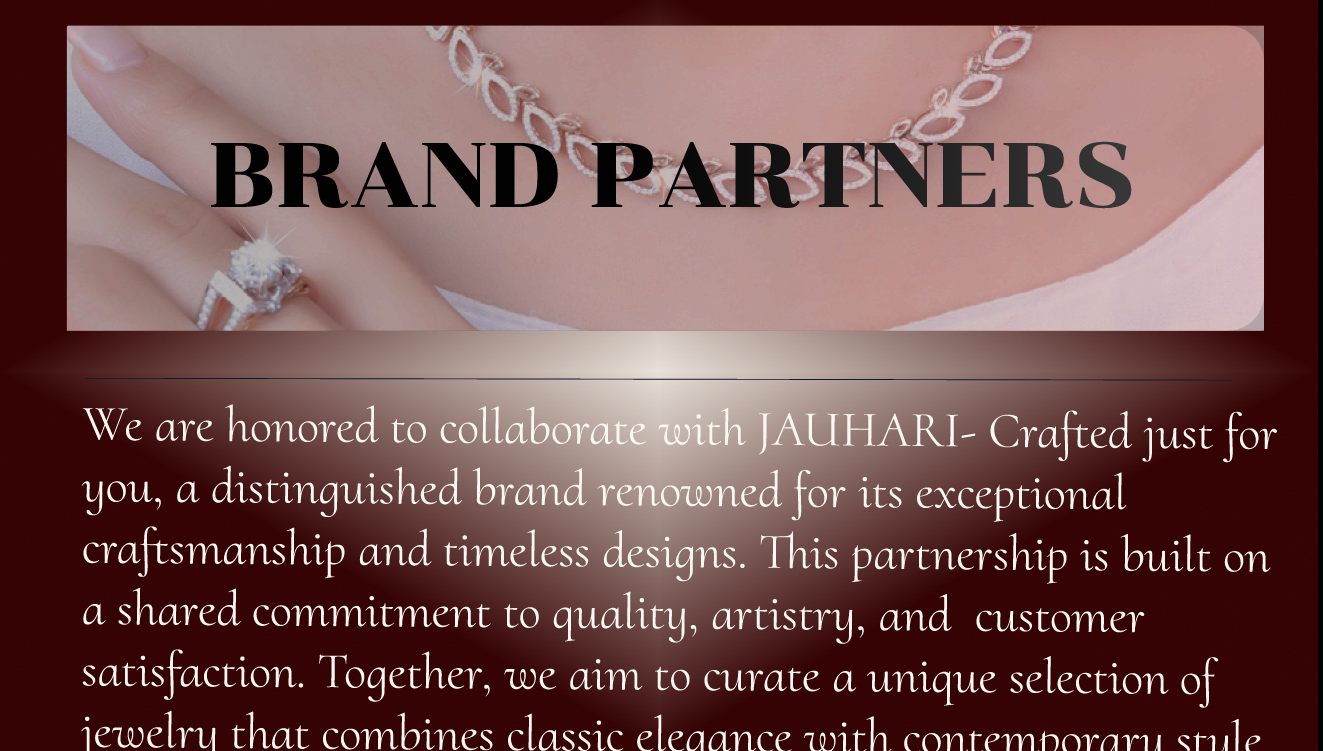 BRAND PARTNERS
We are honored to collaborate with JAUHARI- Crafted just for
you, a distinguished brand renowned for its exceptional
craftsmanship and timeless designs. This partnership is built on
a shared commitment to quality, artistry, and  customer
satisfaction. Together, we aim to curate a unique selection of
jewelry that combines classic elegance with contemporary style